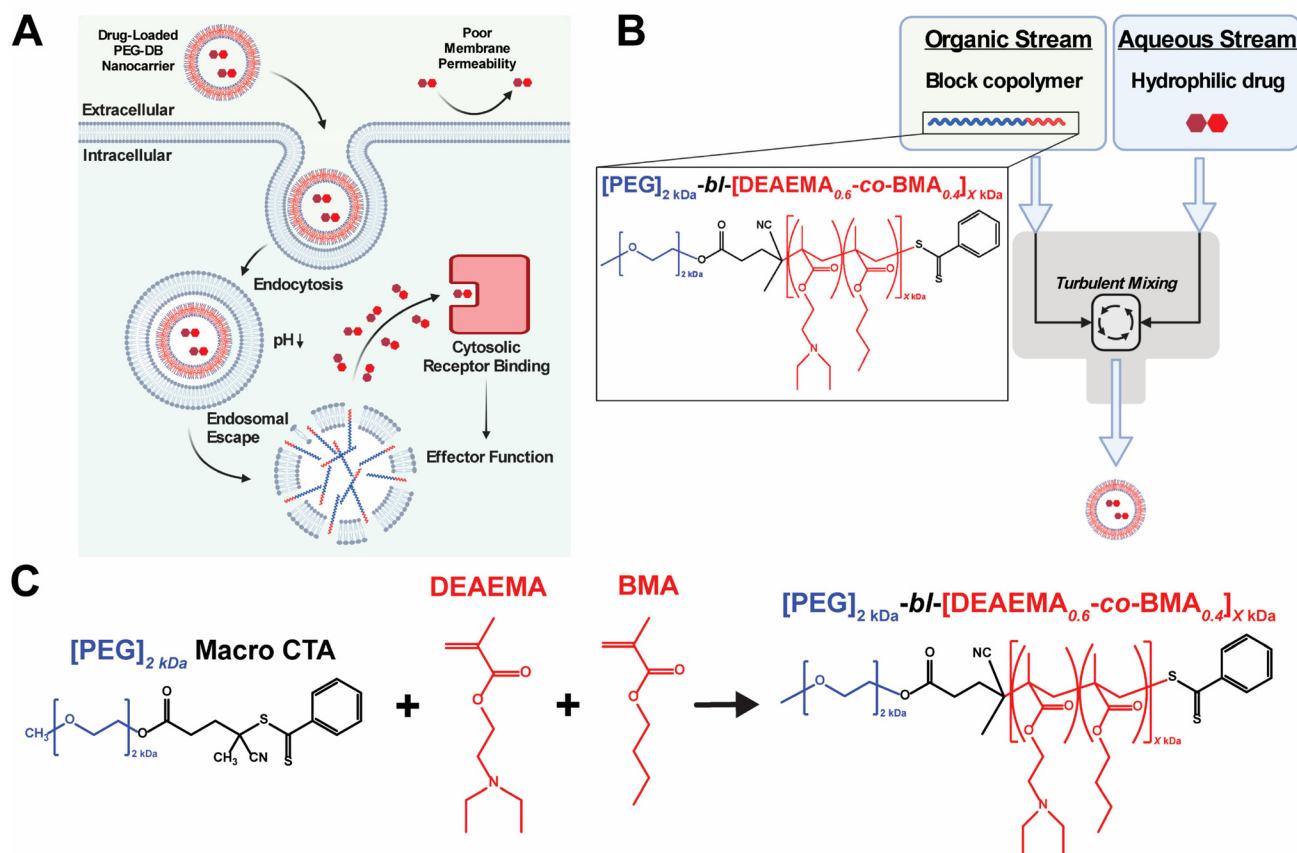 A
Drug-Loaded
PEG-DB
Nanocarrier
Poor
Membrane
Permeability
Extracellular
Intracellular
Endocytosis
pH↓
Cytosolic
Receptor Binding
Endosomal
Escape
Effector Function
B
Organic Stream
Block copolymer
Aqueous Stream
Hydrophilic drug
[PEG]2 kDa-bl-[DEAEMA0.6-co-BMA0.4]X kDa
O
2 kDa
O
O
NC
O
O
O
O
N
S
S
X kDa
Turbulent Mixing
C
[PEG]2 kDa Macro CTA
CH3
O
2 kDa
O
O
S
CH3
CN
S
+
DEAEMA
O
O
N
+
BMA
O
O
[PEG]2 kDa-bl-[DEAEMA0.6-co-BMA0.4]X kDa
O
2 kDa
O
O
NC
O
O
O
O
N
S
S
X kDa